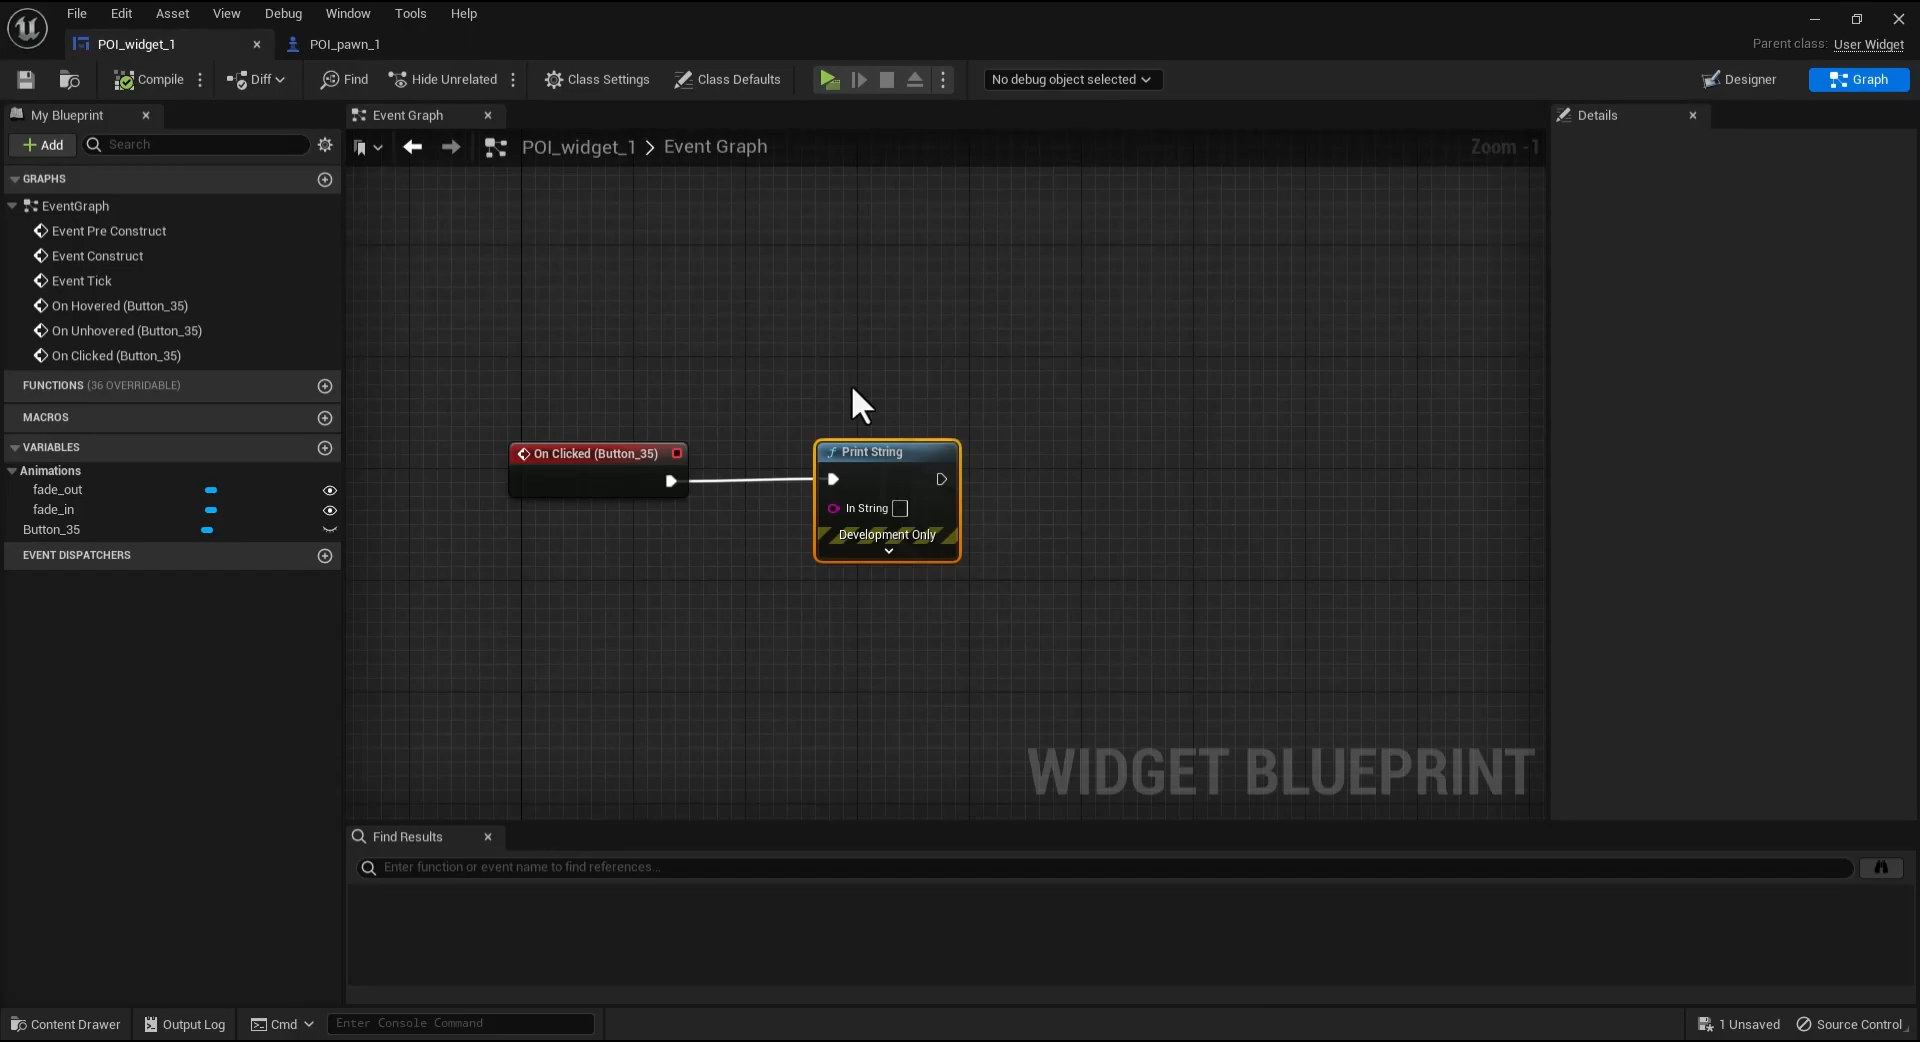 File Edit Asset View Debug Window Tools Help
POI_widget_1
POI_pawn_1
Parent class: User Widget
Compile
Diff
Find
Hide Unrelated
Class Settings
Class Defaults
No debug object selected
Designer
Graph
My Blueprint
Add
Search
GRAPHS
EventGraph
Event Pre Construct
Event Construct
Event Tick
On Hovered (Button_35)
On Unhovered (Button_35)
On Clicked (Button_35)
FUNCTIONS (36 OVERRIDABLE)
MACROS
VARIABLES
Animations
fade_out
fade_in
Button_35
EVENT DISPATCHERS
Event Graph
POI_widget_1 > Event Graph
Zoom -1
On Clicked (Button_35)
Print String
In String
Development Only
WIDGET BLUEPRINT
Details
Find Results
Enter function or event name to find references...
Content Drawer
Output Log
Cmd
Enter Console Command
1 Unsaved
Source Control